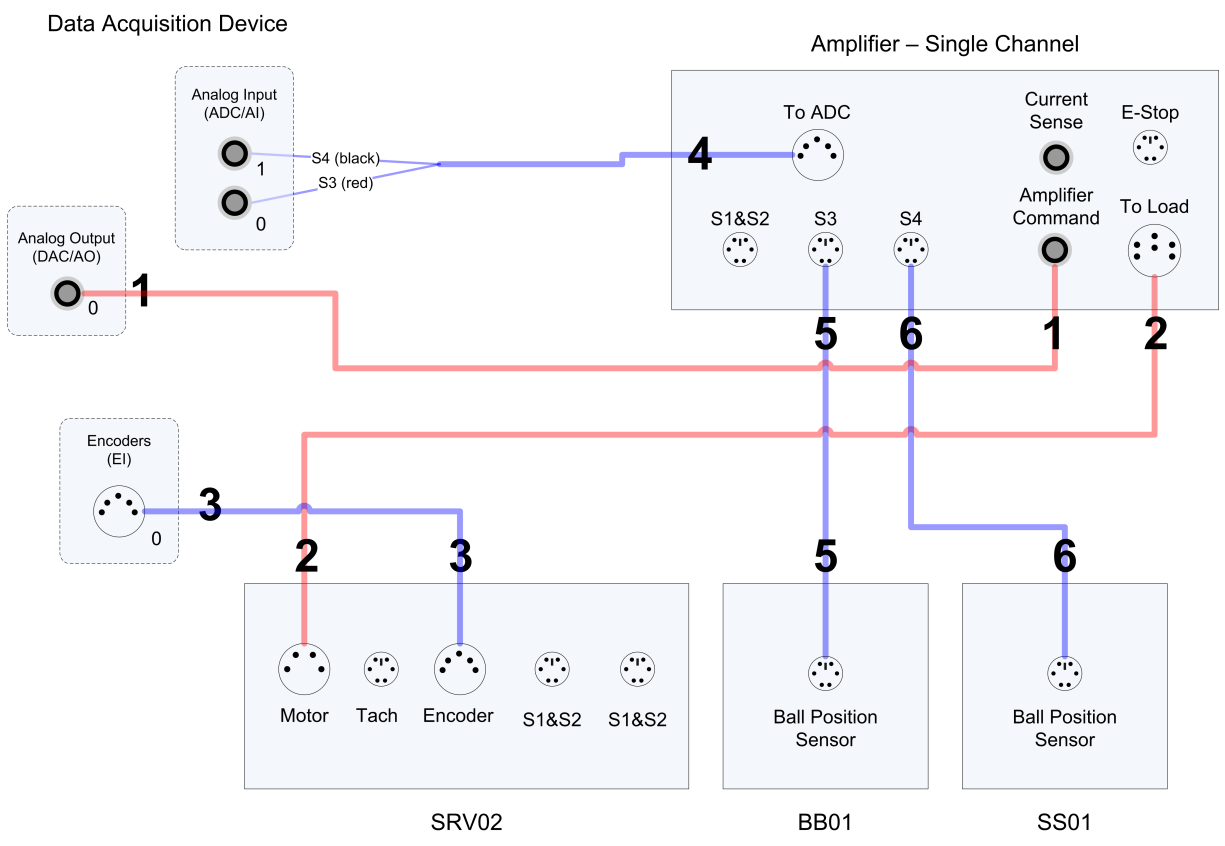 Data Acquisition Device
Amplifier – Single Channel
Analog Input
(ADC/AI)
1
0
S4 (black)
S3 (red)
4
To ADC
Current
Sense
E-Stop
S1&S2
S3
S4
Amplifier
Command
To Load
Analog Output
(DAC/AO)
0
1
5
6
1
2
Encoders
(EI)
0
3
2
3
5
6
Motor
Tach
Encoder
S1&S2
S1&S2
Ball Position
Sensor
Ball Position
Sensor
SRV02
BB01
SS01